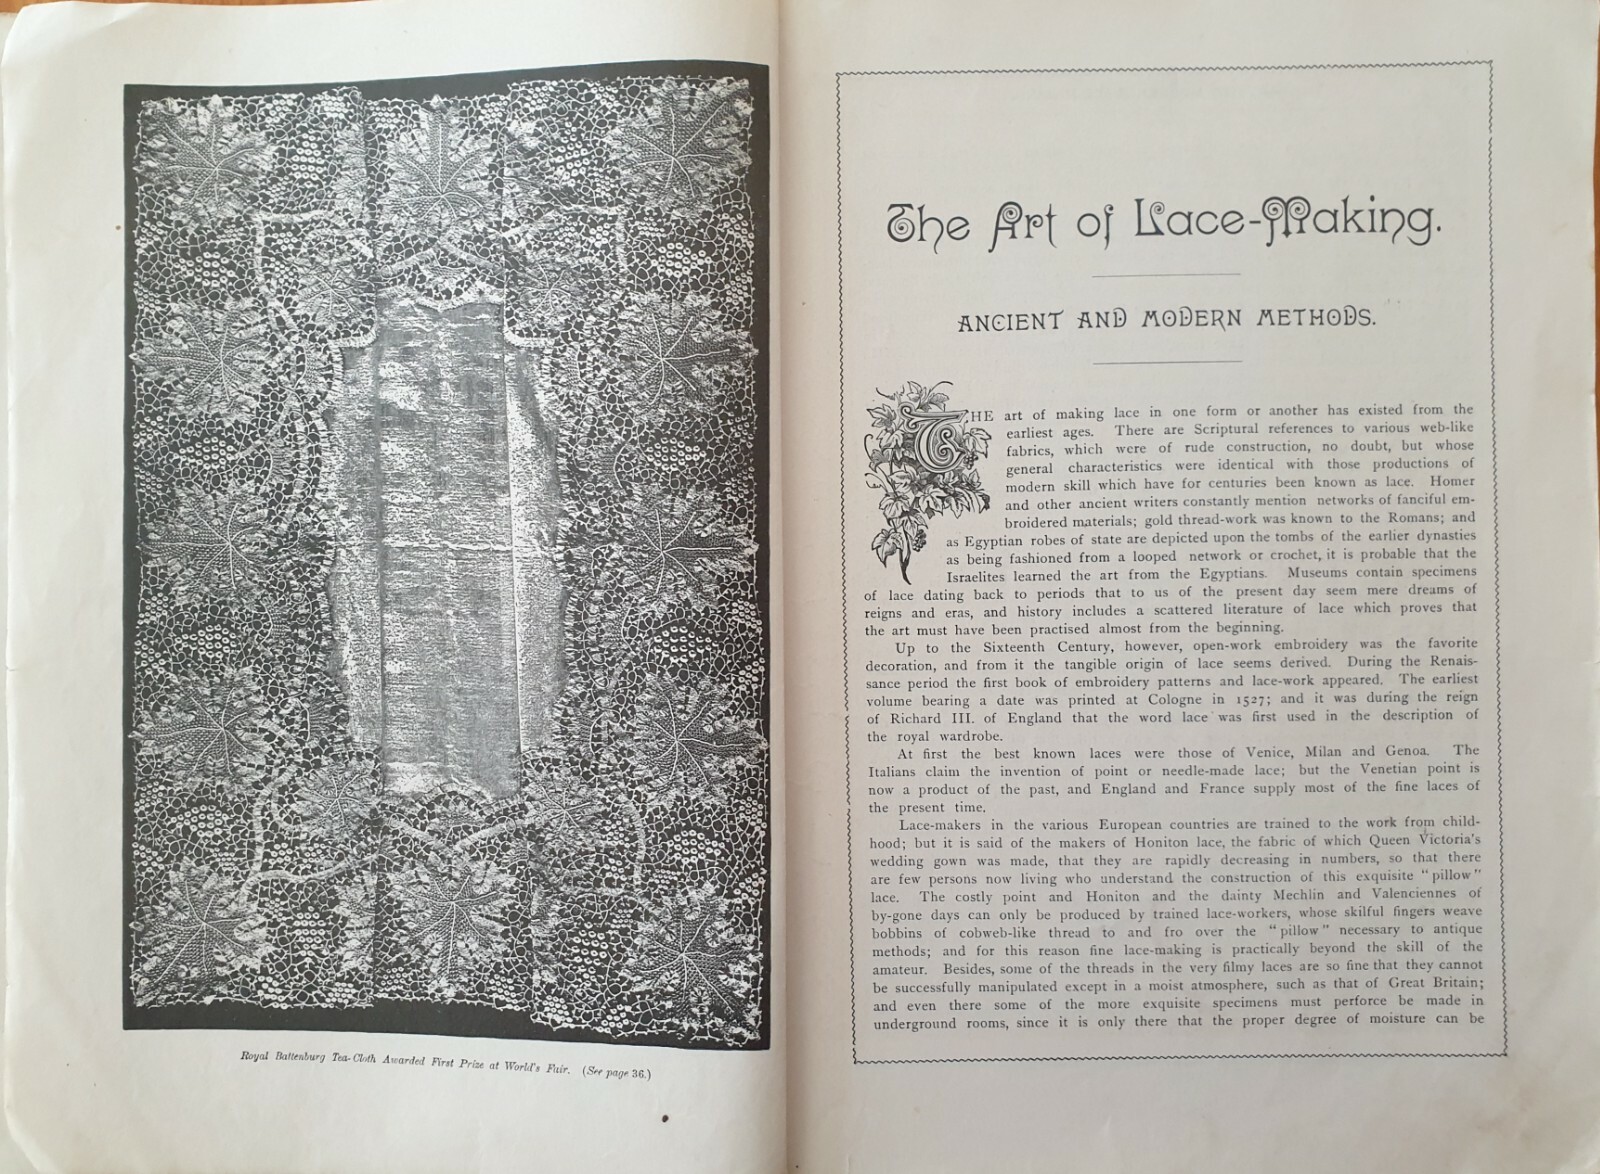 Royal Battenburg Tea-Cloth Awarded First Prize at World's Fair. (See page 36.)
The Art of Lace-Making.
ANCIENT AND MODERN METHODS.
THE art of making lace in one form or another has existed from the
earliest ages. There are Scriptural references to various web-like
fabrics, which were of rude construction, no doubt, but whose
general characteristics were identical with those productions of
modern skill which have for centuries been known as lace. Homer
and other ancient writers constantly mention networks of fanciful em-
broidered materials; gold thread-work was known to the Romans; and
as Egyptian robes of state are depicted upon the tombs of the earlier dynasties
as being fashioned from a looped network or crochet, it is probable that the
Israelites learned the art from the Egyptians. Museums contain specimens
of lace dating back to periods that to us of the present day seem mere dreams of
reigns and eras, and history includes a scattered literature of lace which proves that
the art must have been practised almost from the beginning.
Up to the Sixteenth Century, however, open-work embroidery was the favorite
decoration, and from it the tangible origin of lace seems derived. During the Renais-
sance period the first book of embroidery patterns and lace-work appeared. The earliest
volume bearing a date was printed at Cologne in 1527; and it was during the reign
of Richard III. of England that the word lace was first used in the description of
the royal wardrobe.
At first the best known laces were those of Venice, Milan and Genoa. The
Italians claim the invention of point or needle-made lace; but the Venetian point is
now a product of the past, and England and France supply most of the fine laces of
the present time.
Lace-makers in the various European countries are trained to the work from child-
hood; but it is said of the makers of Honiton lace, the fabric of which Queen Victoria's
wedding gown was made, that they are rapidly decreasing in numbers, so that there
are few persons now living who understand the construction of this exquisite "pillow"
lace. The costly point and Honiton and the dainty Mechlin and Valenciennes of
by-gone days can only be produced by trained lace-workers, whose skilful fingers weave
bobbins of cobweb-like thread to and fro over the "pillow" necessary to antique
methods; and for this reason fine lace-making is practically beyond the skill of the
amateur. Besides, some of the threads in the very filmy laces are so fine that they cannot
be successfully manipulated except in a moist atmosphere, such as that of Great Britain;
and even there some of the more exquisite specimens must perforce be made in
underground rooms, since it is only there that the proper degree of moisture can be